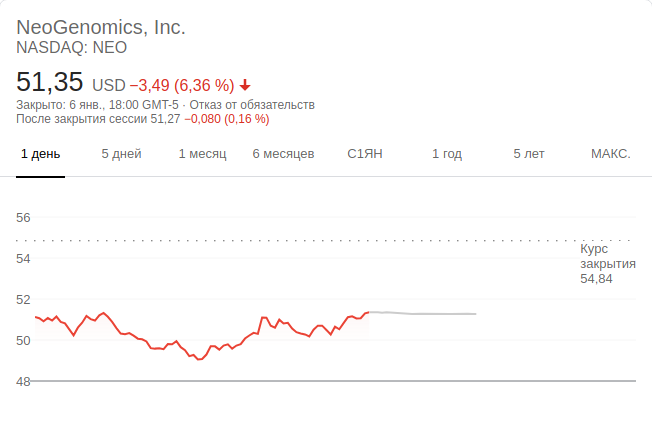 NeoGenomics, Inc.
NASDAQ: NEO
51,35 USD −3,49 (6,36 %)
Закрыто: 6 янв., 18:00 GMT-5 · Отказ от обязательств
После закрытия сессии 51,27 −0,080 (0,16 %)
1 день 5 дней 1 месяц 6 месяцев С1ЯН 1 год 5 лет МАКС.
56
Курс
54 закрытия
54,84
52
50
48